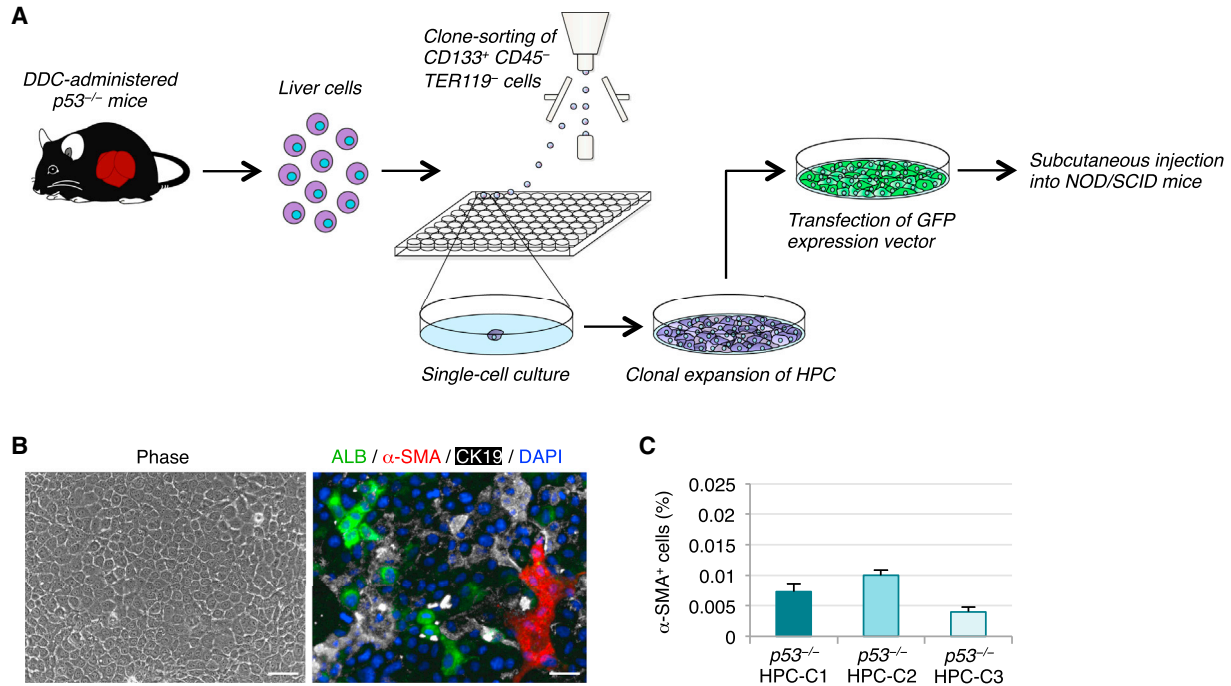 A
DDC-administered
p53–/– mice
Liver cells
Clone-sorting of
CD133+ CD45–
TER119– cells
Single-cell culture
Clonal expansion of HPC
Transfection of GFP
expression vector
Subcutaneous injection
into NOD/SCID mice
B
Phase
ALB / α-SMA / CK19 / DAPI
C
α-SMA+ cells (%)
0.025
0.02
0.015
0.010
0.005
0
p53–/–
HPC-C1
p53–/–
HPC-C2
p53–/–
HPC-C3